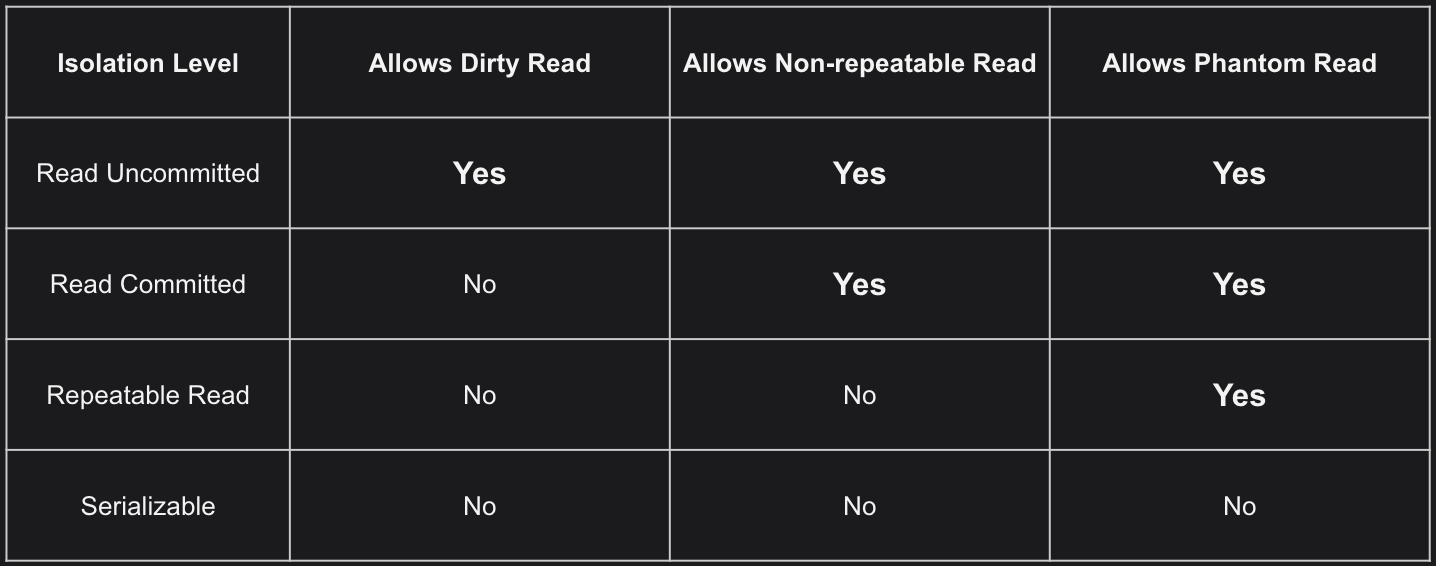 Isolation Level
Allows Dirty Read
Allows Non-repeatable Read
Allows Phantom Read
Read Uncommitted
Yes
Yes
Yes
Read Committed
No
Yes
Yes
Repeatable Read
No
No
Yes
Serializable
No
No
No